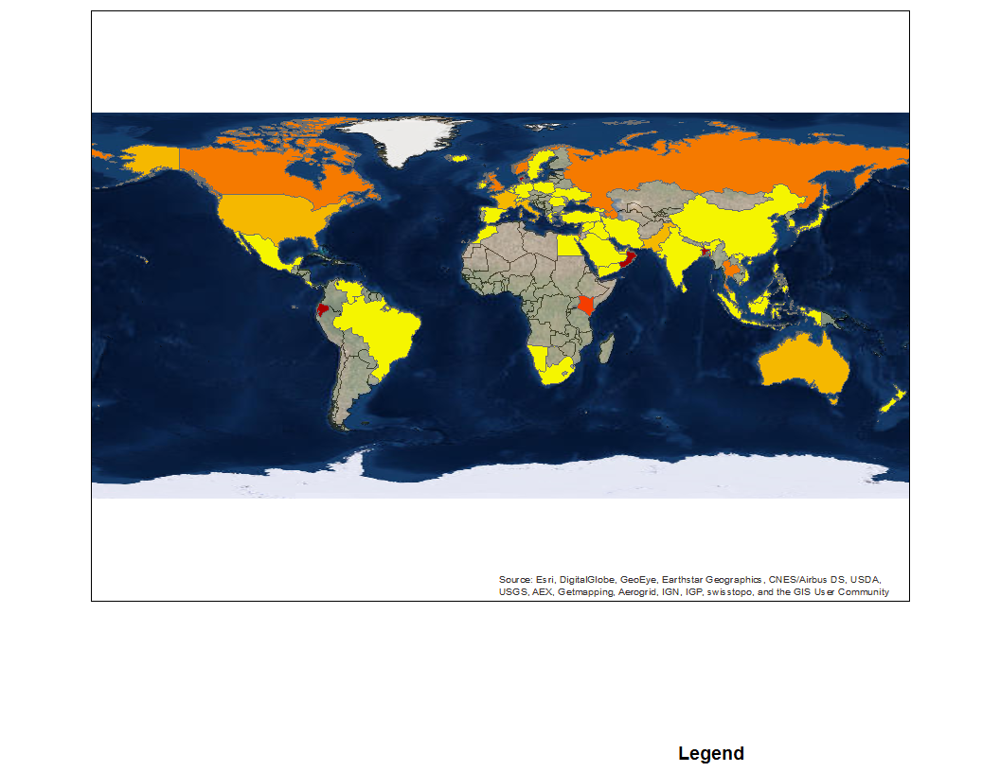 Source: Esri, DigitalGlobe, GeoEye, Earthstar Geographics, CNES/Airbus DS, USDA,
USGS, AEX, Getmapping, Aerogrid, IGN, IGP, swisstopo, and the GIS User Community
Legend